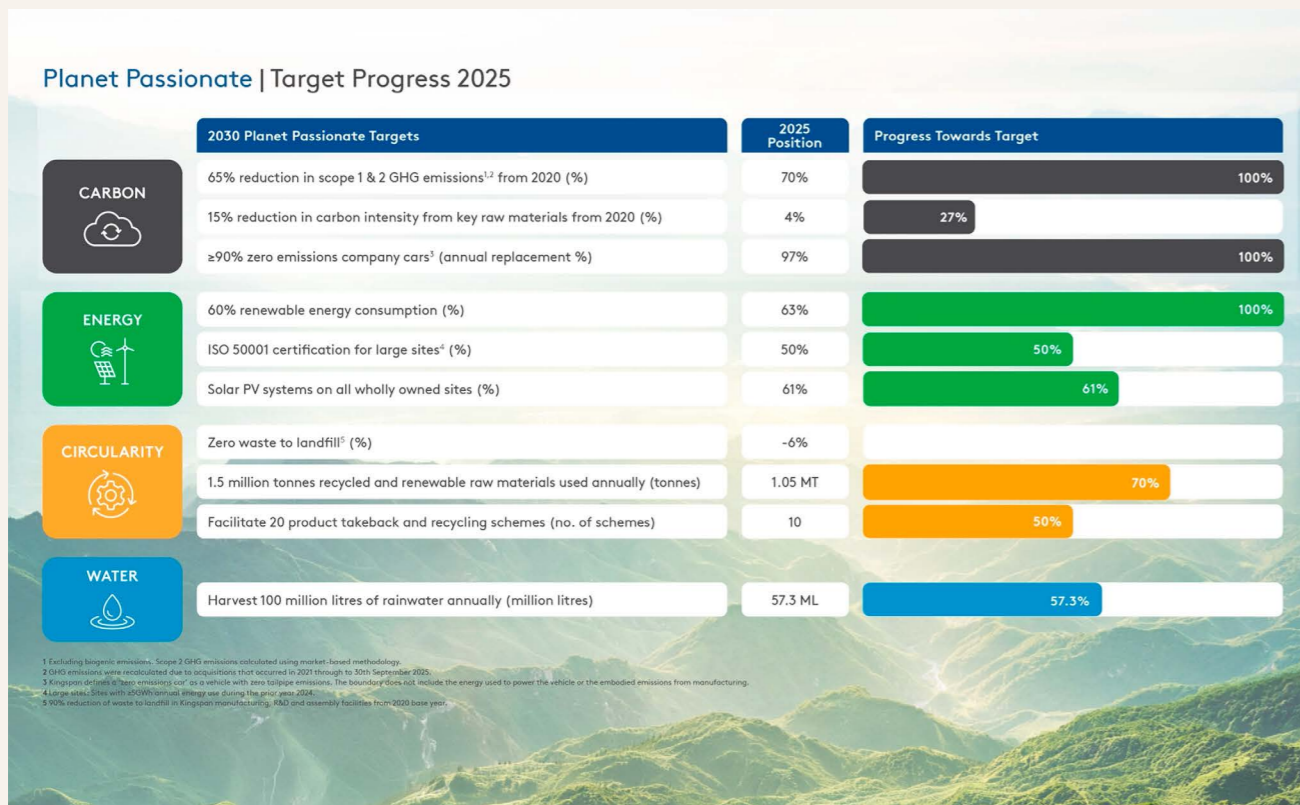 Planet Passionate | Target Progress 2025
2030 Planet Passionate Targets
2025 Position
Progress Towards Target
CARBON
65% reduction in scope 1 & 2 GHG emissions1,2 from 2020 (%)
70%
100%
15% reduction in carbon intensity from key raw materials from 2020 (%)
4%
27%
≥90% zero emissions company cars3 (annual replacement %)
97%
100%
ENERGY
60% renewable energy consumption (%)
63%
100%
ISO 50001 certification for large sites4 (%)
50%
50%
Solar PV systems on all wholly owned sites (%)
61%
61%
CIRCULARITY
Zero waste to landfill5 (%)
-6%
1.5 million tonnes recycled and renewable raw materials used annually (tonnes)
1.05 MT
70%
Facilitate 20 product takeback and recycling schemes (no. of schemes)
10
50%
WATER
Harvest 100 million litres of rainwater annually (million litres)
57.3 ML
57.3%
1 Excluding biogenic emissions. Scope 2 GHG emissions calculated using market-based methodology.
2 GHG emissions were recalculated due to acquisitions that occurred in 2021 through to 30th September 2025.
3 Kingspan defines a 'zero emissions car' as a vehicle with zero tailpipe emissions. The boundary does not include the energy used to power the vehicle or the embodied emissions from manufacturing.
4 Large sites: Sites with ≥5GWh annual energy use during the prior year 2024.
5 90% reduction of waste to landfill in Kingspan manufacturing, R&D and assembly facilities from 2020 base year.